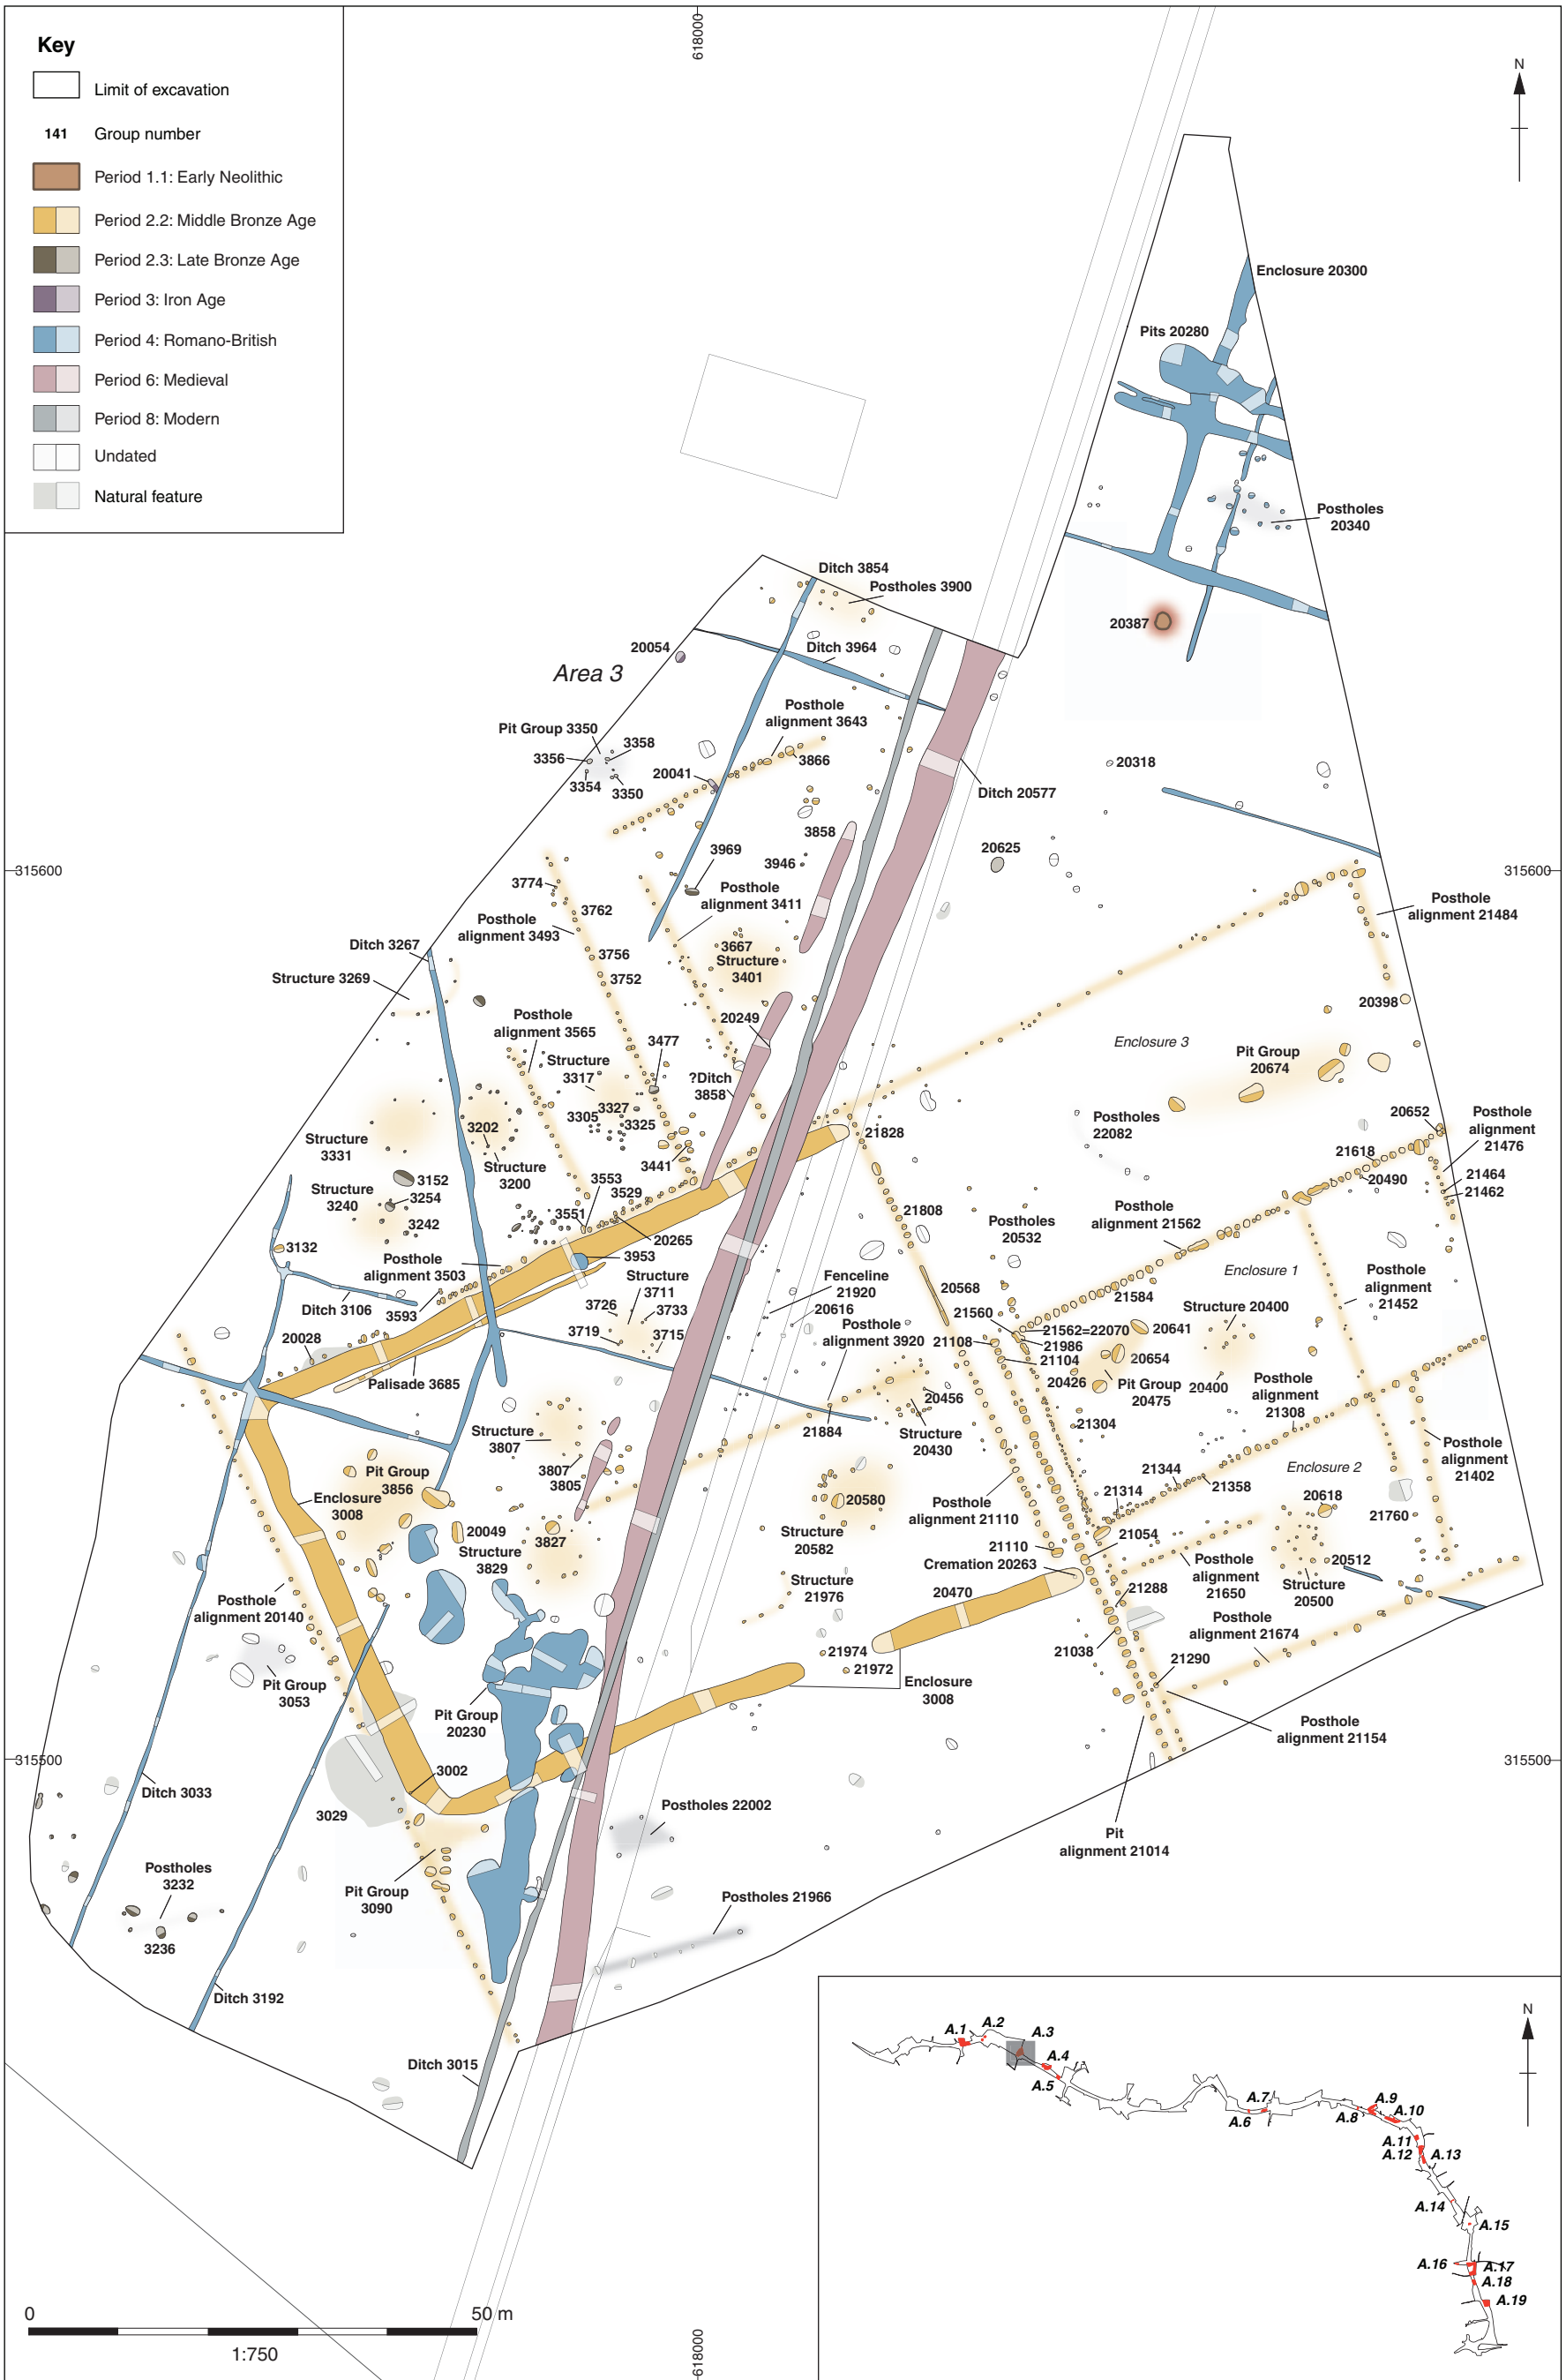 Key
Limit of excavation
141 Group number
Period 1.1: Early Neolithic
Period 2.2: Middle Bronze Age
Period 2.3: Late Bronze Age
Period 3: Iron Age
Period 4: Romano-British
Period 6: Medieval
Period 8: Modern
Undated
Natural feature
618000
N
Enclosure 20300
Pits 20280
Postholes
20340
20387
Ditch 3854
Postholes 3900
Ditch 3964
20054
Area 3
Posthole
alignment 3643
Pit Group 3350
3358
3356
3354
3350
20041
3866
20318
Ditch 20577
3858
3946
20625
315600
315600
3969
3774
Posthole
alignment 3411
3762
Posthole
alignment 3493
Posthole
alignment 21484
3667
Structure
3401
3756
3752
Ditch 3267
Structure 3269
20398
20249
Posthole
alignment 3565
3477
Structure
3317
?Ditch
3858
Enclosure 3
Pit Group
20674
3327
3305
3325
3202
Structure
3331
Structure
3200
3441
21828
Postholes
22082
20652
Posthole
alignment
21476
21618
20490
21464
21462
3152
3254
Structure
3240
3242
3553
3529
3551
20265
3953
21808
Postholes
20532
Posthole
alignment 21562
3132
Posthole
alignment 3503
Ditch 3106
3593
Structure
3711
3726
3733
3719
3715
Fenceline
21920
20616
Posthole
alignment 3920
20568
21560
21108
Enclosure 1
21584
Structure 20400
Posthole
alignment
21452
21562=22070
21986
21104
20641
20654
20426
Pit Group
20475
20400
20028
Palisade 3685
Posthole
alignment
21308
20456
21304
Structure
20430
21884
Structure
3807
3807
3805
Pit Group
3856
Enclosure
3008
Posthole
alignment
21402
21344
21358
21314
Enclosure 2
20618
21760
20580
Posthole
alignment 21110
Structure
20582
20049
Structure
3829
3827
21110
21054
Cremation 20263
20512
Structure
20500
Posthole
alignment
21650
Structure
21976
20470
21288
Posthole
alignment 20140
Posthole
alignment 21674
21038
21290
21974
21972
Enclosure
3008
Pit Group
3053
Pit Group
20230
Posthole
alignment 21154
315500
315500
3002
Ditch 3033
3029
Postholes 22002
Pit
alignment 21014
Postholes
3232
3236
Pit Group
3090
Postholes 21966
Ditch 3192
Ditch 3015
0
50 m
1:750
618000
N
A.1
A.2
A.3
A.4
A.5
A.6
A.7
A.8
A.9
A.10
A.11
A.12
A.13
A.14
A.15
A.16
A.17
A.18
A.19